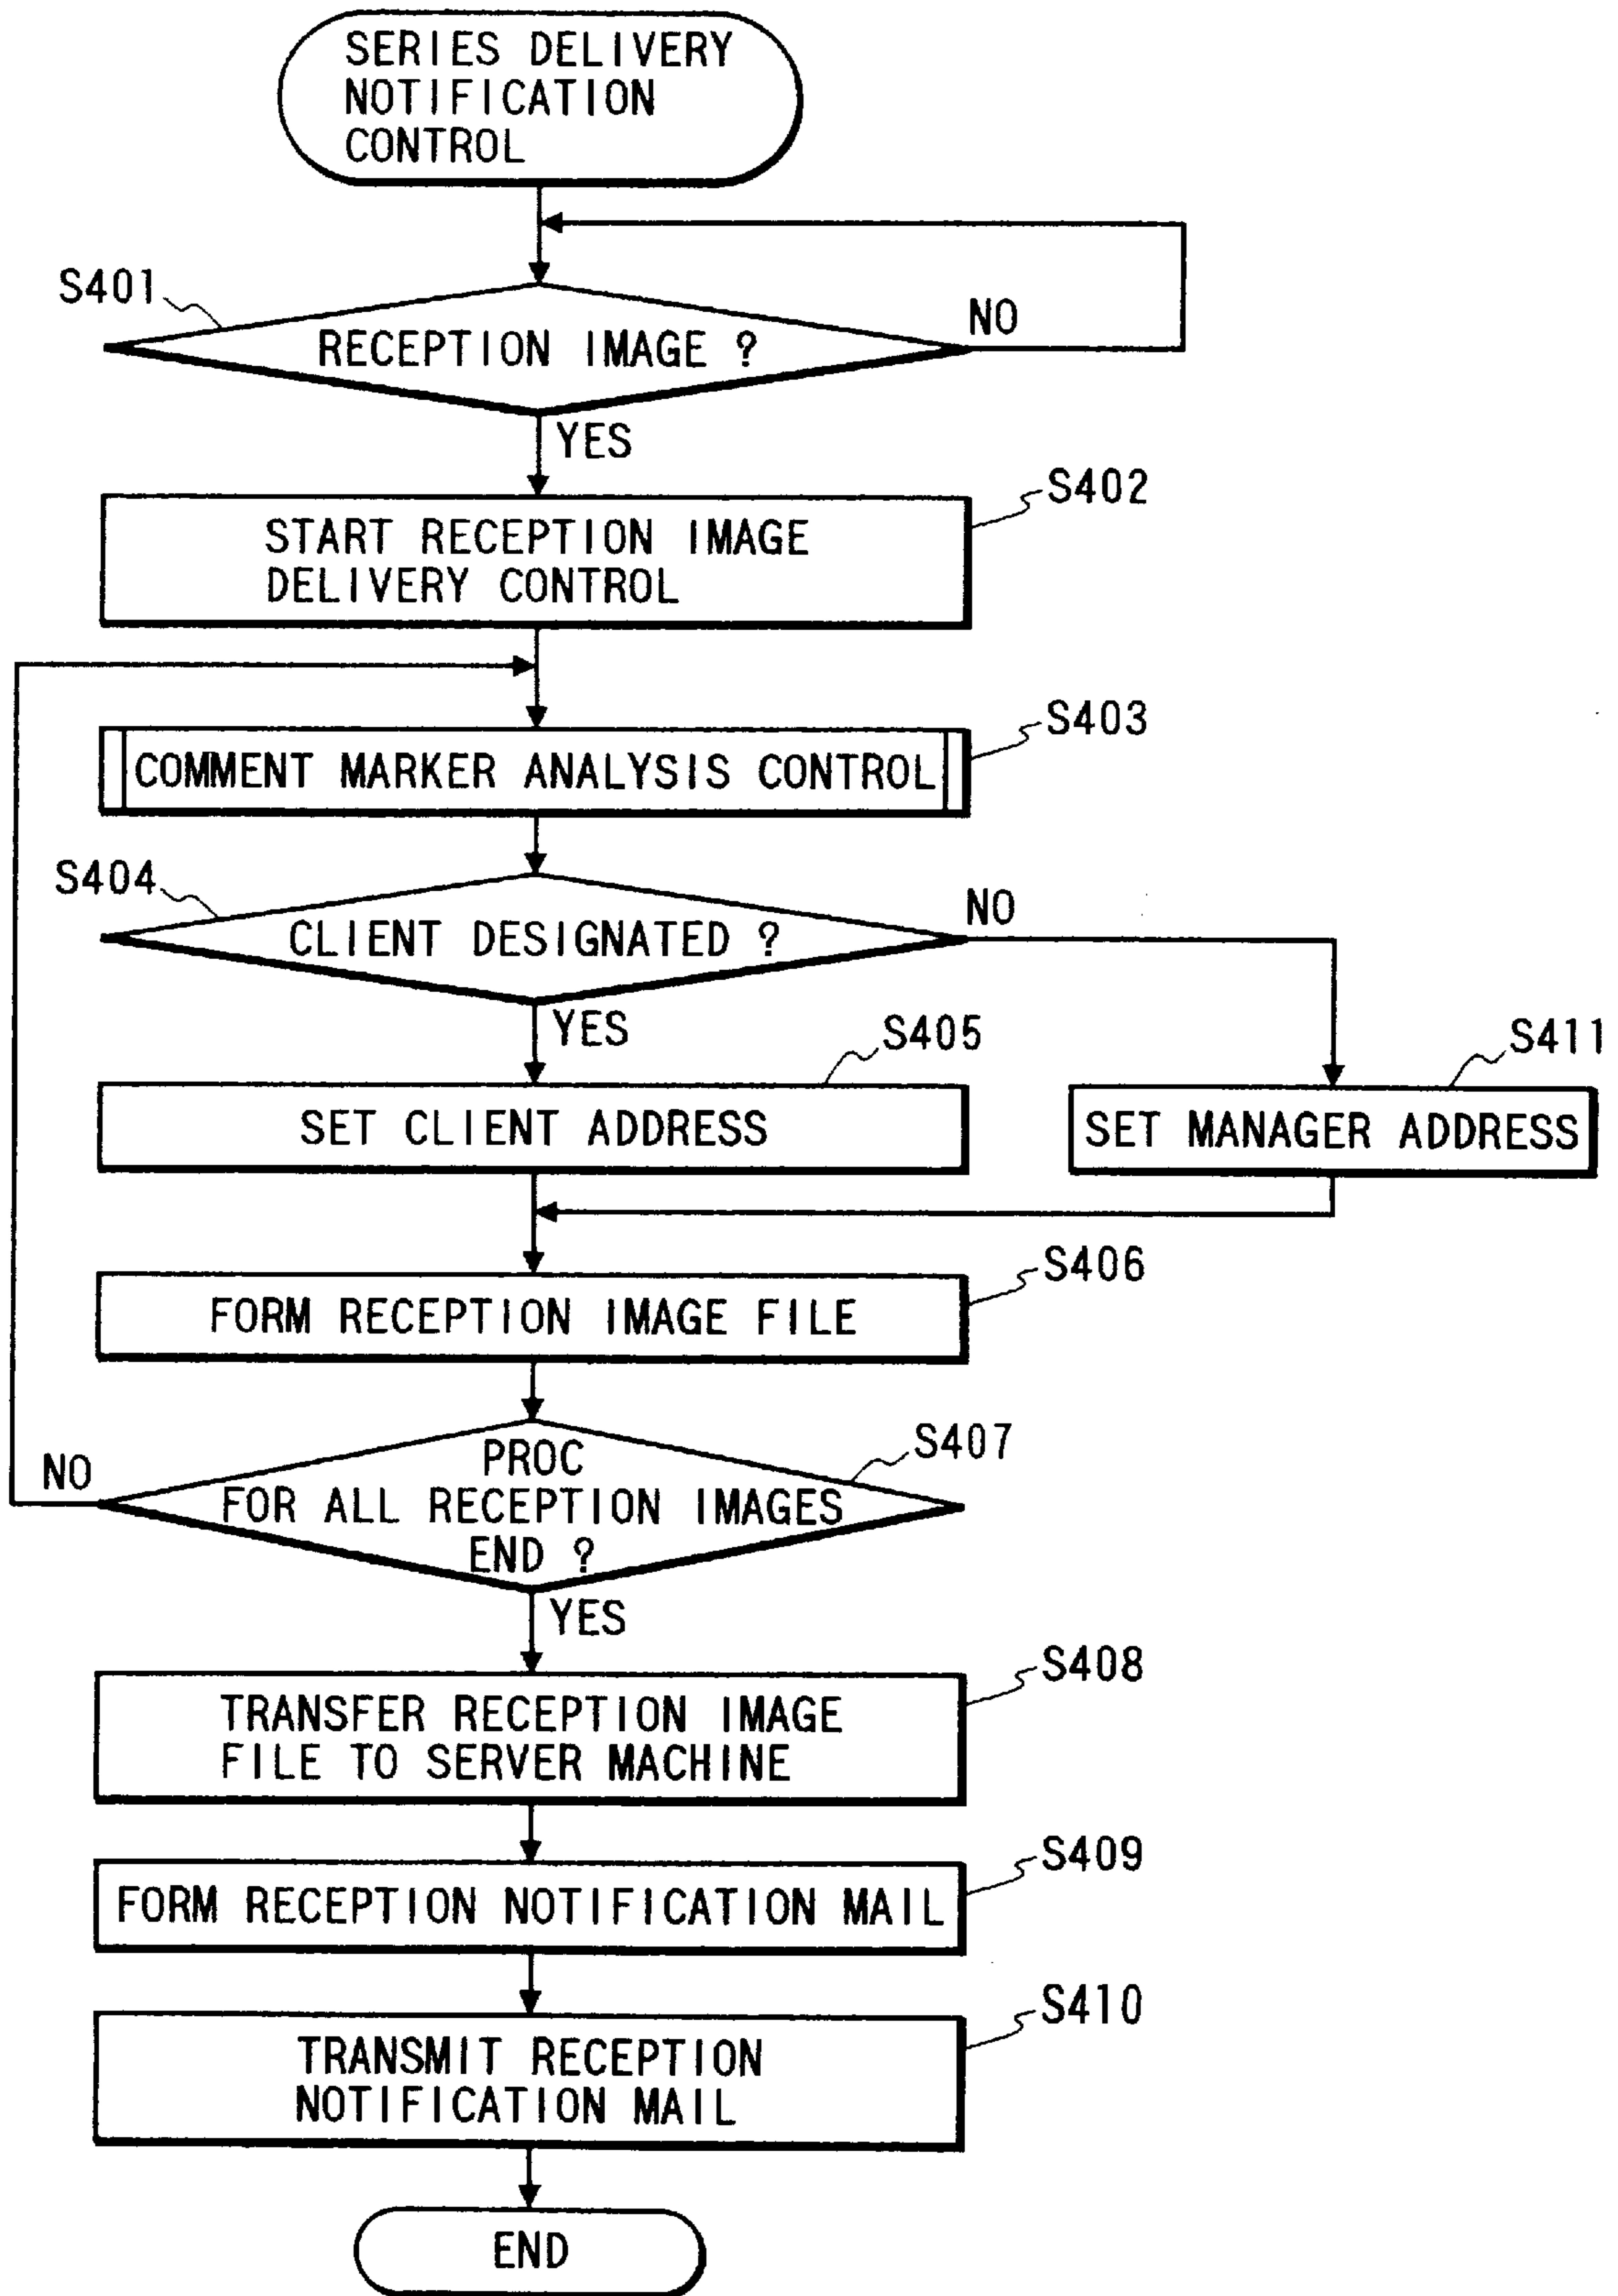 SERIES DELIVERY
NOTIFICATION
CONTROL
S401
RECEPTION IMAGE ?
NO
YES
S402
START RECEPTION IMAGE
DELIVERY CONTROL
S403
COMMENT MARKER ANALYSIS CONTROL
S404
CLIENT DESIGNATED ?
NO
YES
S405
SET CLIENT ADDRESS
S411
SET MANAGER ADDRESS
S406
FORM RECEPTION IMAGE FILE
S407
PROC
FOR ALL RECEPTION IMAGES
END ?
NO
YES
S408
TRANSFER RECEPTION IMAGE
FILE TO SERVER MACHINE
S409
FORM RECEPTION NOTIFICATION MAIL
S410
TRANSMIT RECEPTION
NOTIFICATION MAIL
END